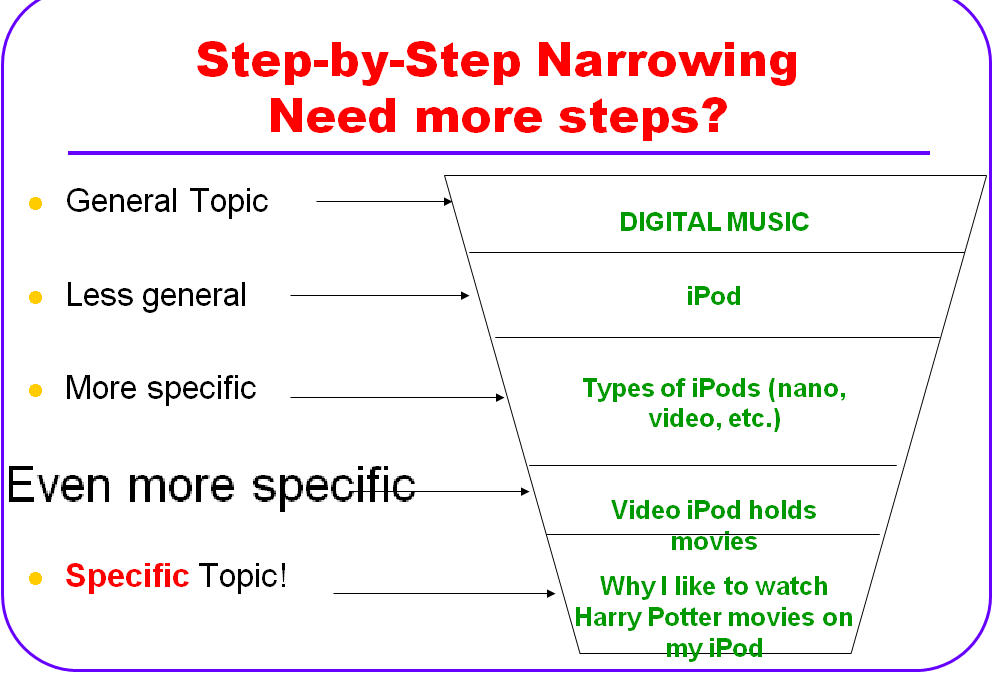 Step-by-Step Narrowing
Need more steps?
General Topic
DIGITAL MUSIC
Less general
iPod
More specific
Types of iPods (nano,
video, etc.)
Even more specific
Video iPod holds
movies
Specific Topic!
Why I like to watch
Harry Potter movies on
my iPod